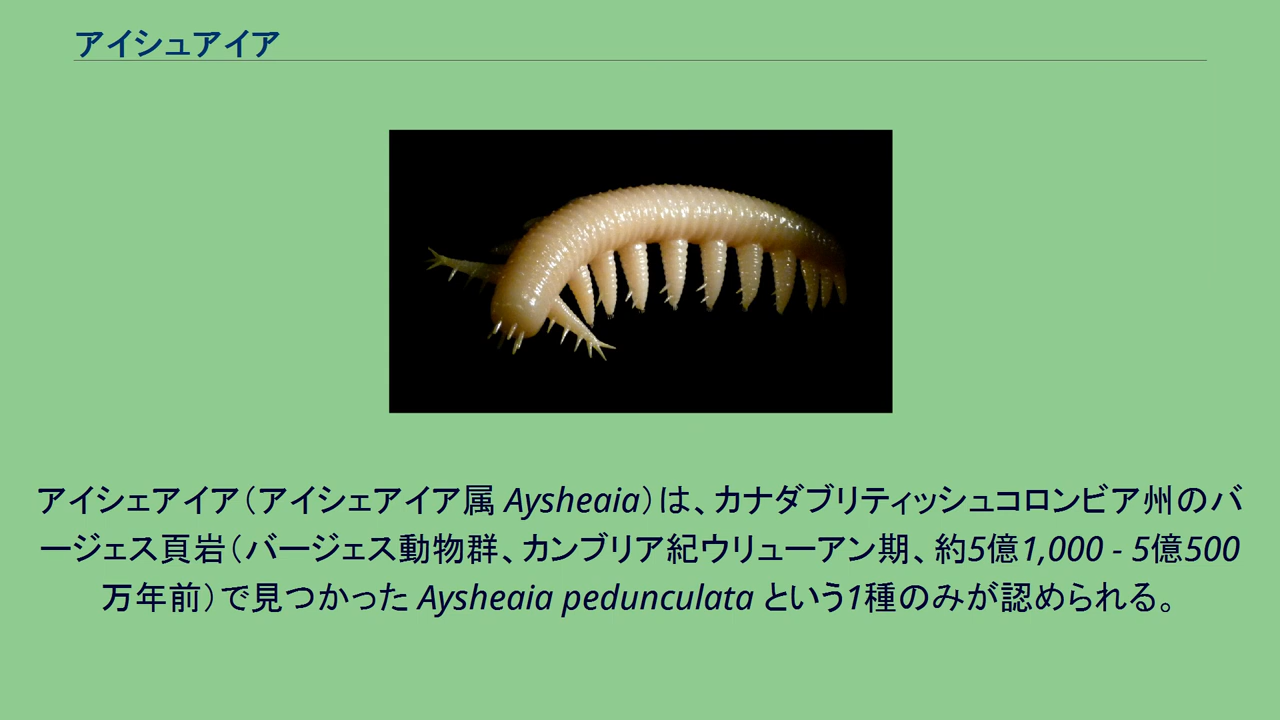 アイシュアイア
アイシェアイア（アイシェアイア属 Aysheaia）は、カナダブリティッシュコロンビア州のバ
ージェス頁岩（バージェス動物群、カンブリア紀ウリューアン期、約5億1,000 - 5億500
万年前）で見つかった Aysheaia pedunculata という1種のみが認められる。